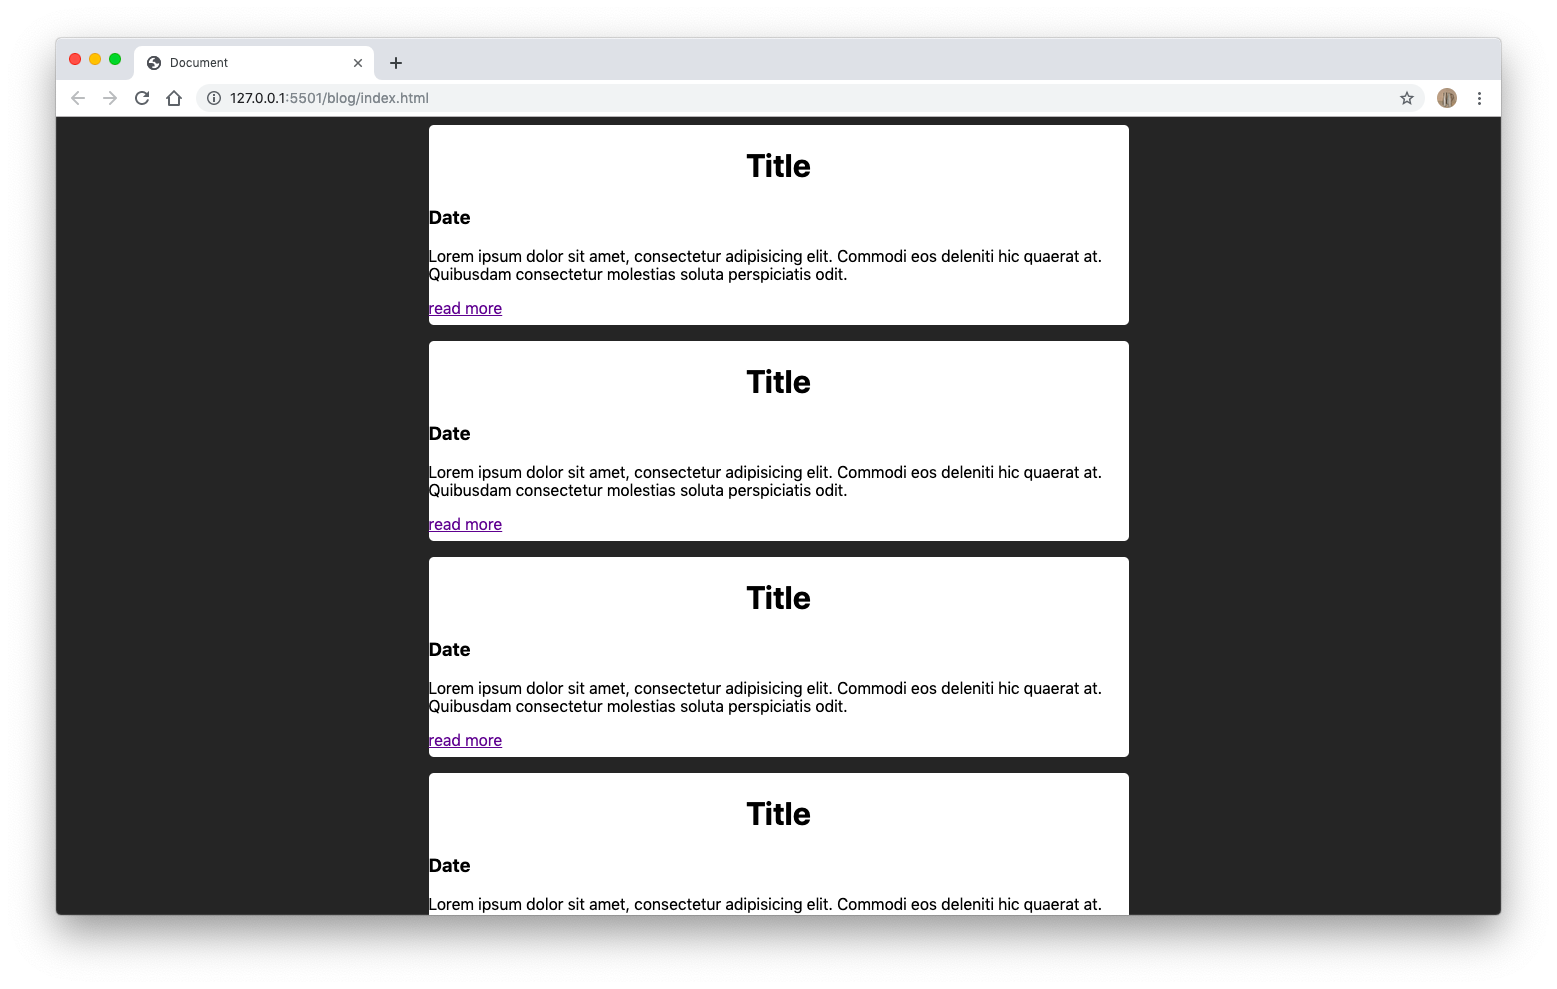 Document
127.0.0.1:5501/blog/index.html
Title
Date
Lorem ipsum dolor sit amet, consectetur adipisicing elit. Commodi eos deleniti hic quaerat at.
Quibusdam consectetur molestias soluta perspiciatis odit.
read more
Title
Date
Lorem ipsum dolor sit amet, consectetur adipisicing elit. Commodi eos deleniti hic quaerat at.
Quibusdam consectetur molestias soluta perspiciatis odit.
read more
Title
Date
Lorem ipsum dolor sit amet, consectetur adipisicing elit. Commodi eos deleniti hic quaerat at.
Quibusdam consectetur molestias soluta perspiciatis odit.
read more
Title
Date
Lorem ipsum dolor sit amet, consectetur adipisicing elit. Commodi eos deleniti hic quaerat at.